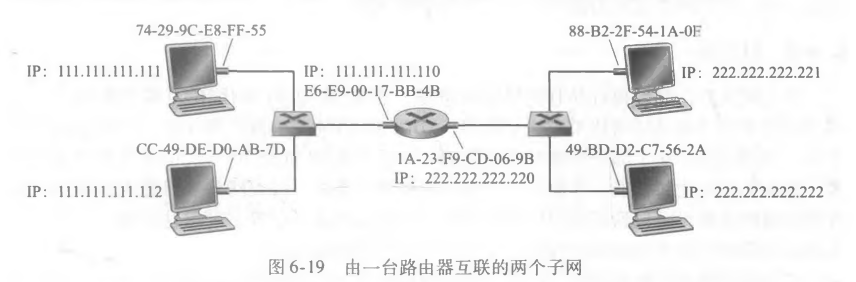 74-29-9C-E8-FF-55
88-B2-2F-54-1A-0E
IP: 111.111.111.111
IP: 111.111.111.110
IP: 222.222.222.221
E6-E9-00-17-BB-4B
CC-49-DE-D0-AB-7D
1A-23-F9-CD-06-9B
49-BD-D2-C7-56-2A
IP: 111.111.111.112
IP: 222.222.222.220
IP: 222.222.222.222
图 6-19 由一台路由器互联的两个子网